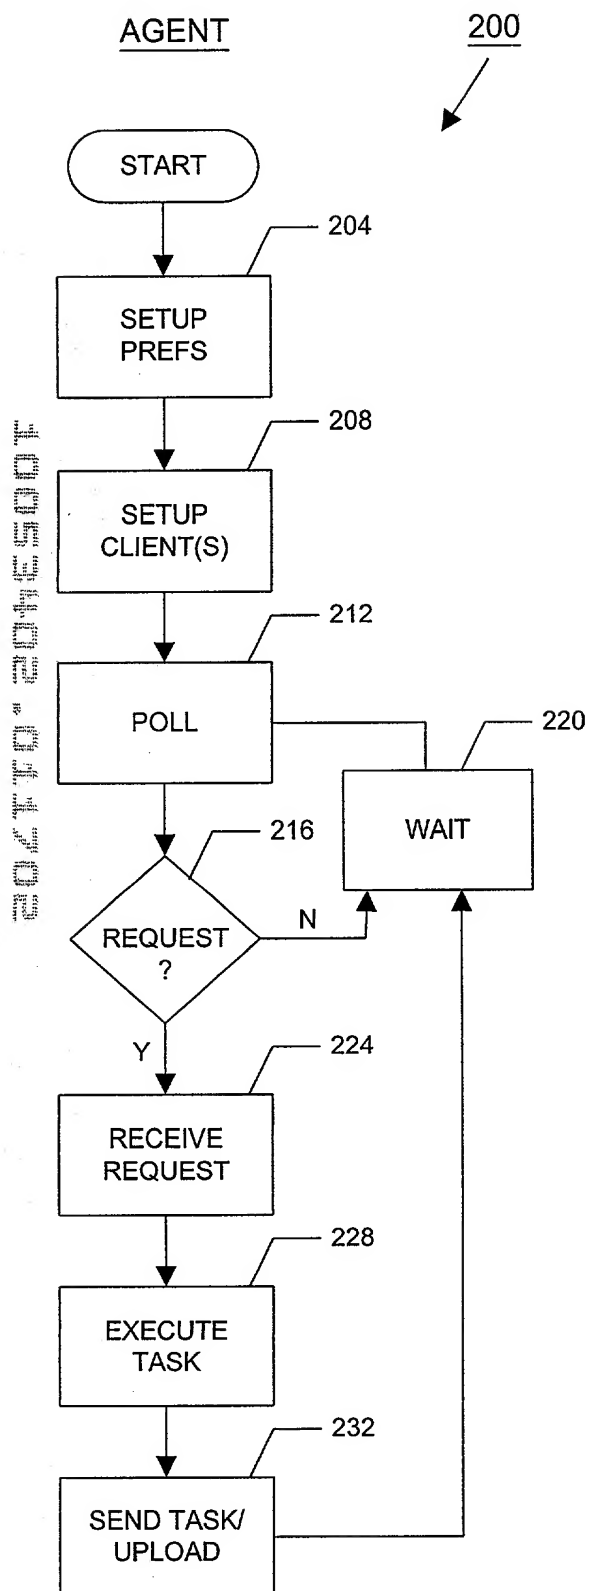 AGENT
200
START
204
SETUP
PREFS
208
SETUP
CLIENT(S)
212
POLL
220
WAIT
216
REQUEST
?
N
Y
224
RECEIVE
REQUEST
228
EXECUTE
TASK
232
SEND TASK/
UPLOAD